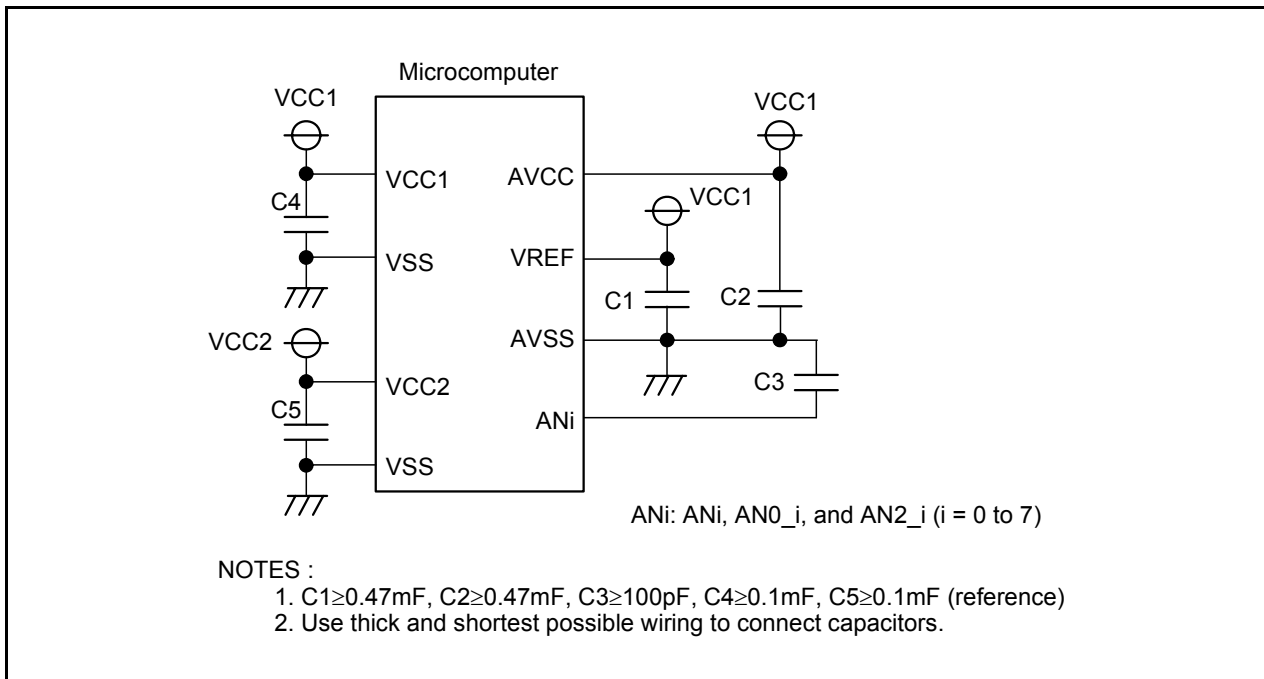 Microcomputer
VCC1
VCC1
VCC1
AVCC
VCC1
C4
VREF
VSS
C1
C2
VCC2
AVSS
VCC2
C3
C5
ANi
VSS
VCC1
ANi: ANi, AN0_i, and AN2_i (i = 0 to 7)
NOTES :
1. C1≥0.47mF, C2≥0.47mF, C3≥100pF, C4≥0.1mF, C5≥0.1mF (reference)
2. Use thick and shortest possible wiring to connect capacitors.